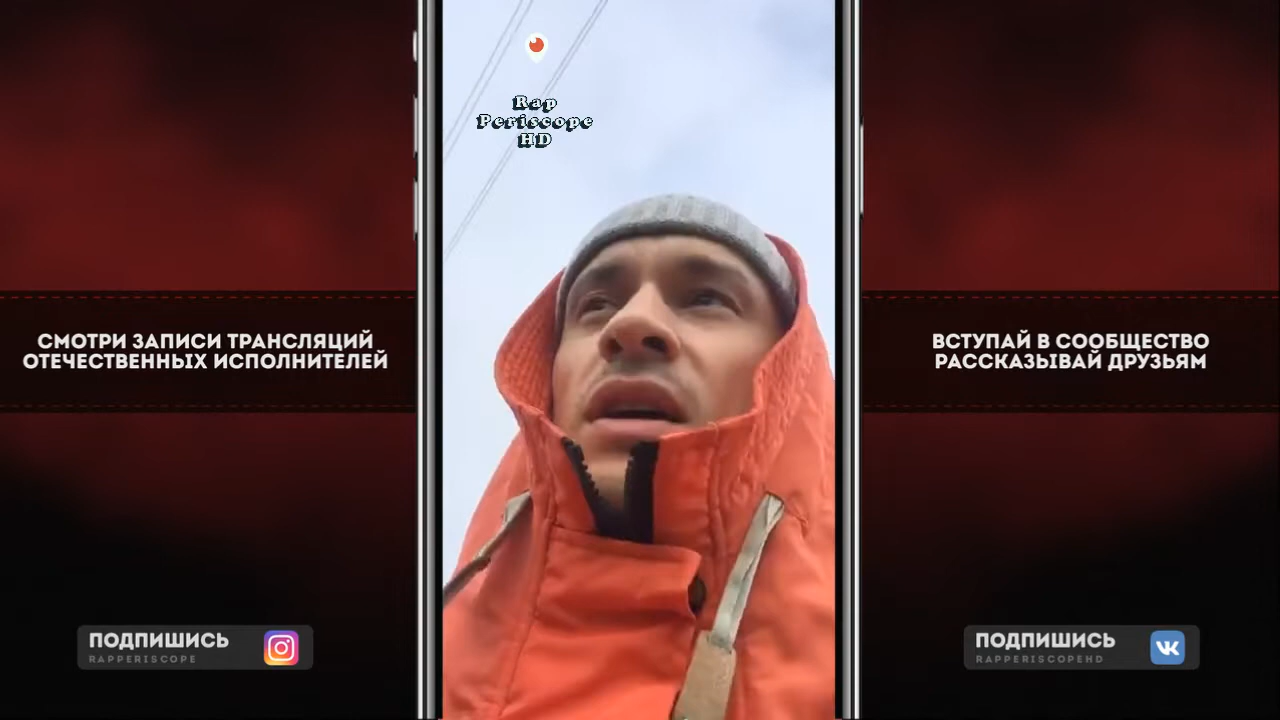 Rap
Periscope
HD
СМОТРИ ЗАПИСИ ТРАНСЛЯЦИЙ
ОТЕЧЕСТВЕННЫХ ИСПОЛНИТЕЛЕЙ
ВСТУПАЙ В СООБЩЕСТВО
РАССКАЗЫВАЙ ДРУЗЬЯМ
ПОДПИШИСЬ
RAPPERISCOPE
ПОДПИШИСЬ
RAPPERISCOPEHD